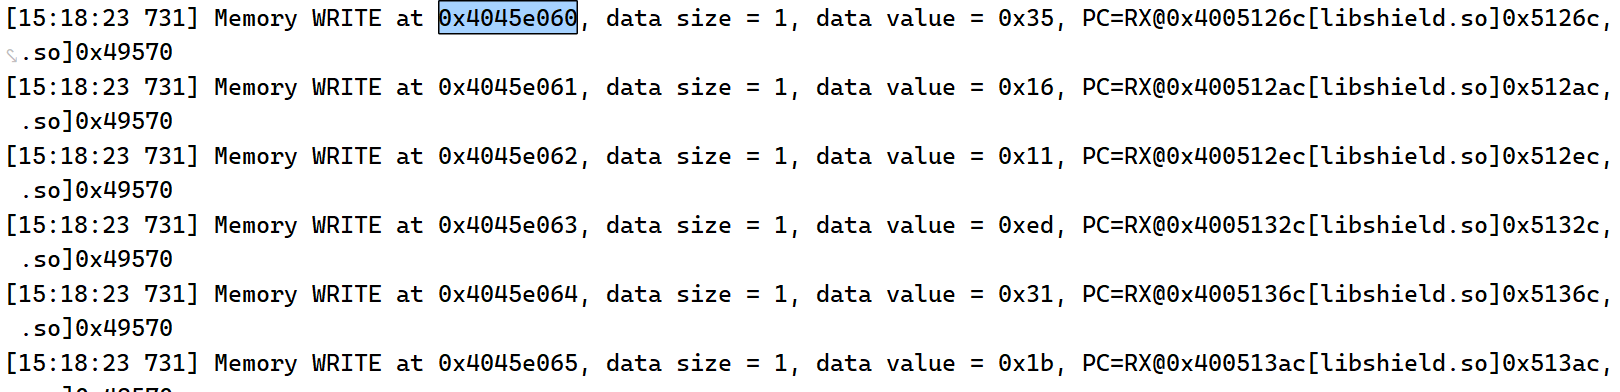 [15:18:23 731] Memory WRITE at 0x4045e060, data size = 1, data value = 0x35, PC=RX@0x4005126c[libshield.so]0x5126c,
.so]0x49570
[15:18:23 731] Memory WRITE at 0x4045e061, data size = 1, data value = 0x16, PC=RX@0x400512ac[libshield.so]0x512ac,
.so]0x49570
[15:18:23 731] Memory WRITE at 0x4045e062, data size = 1, data value = 0x11, PC=RX@0x400512ec[libshield.so]0x512ec,
.so]0x49570
[15:18:23 731] Memory WRITE at 0x4045e063, data size = 1, data value = 0xed, PC=RX@0x4005132c[libshield.so]0x5132c,
.so]0x49570
[15:18:23 731] Memory WRITE at 0x4045e064, data size = 1, data value = 0x31, PC=RX@0x4005136c[libshield.so]0x5136c,
.so]0x49570
[15:18:23 731] Memory WRITE at 0x4045e065, data size = 1, data value = 0x1b, PC=RX@0x400513ac[libshield.so]0x513ac,